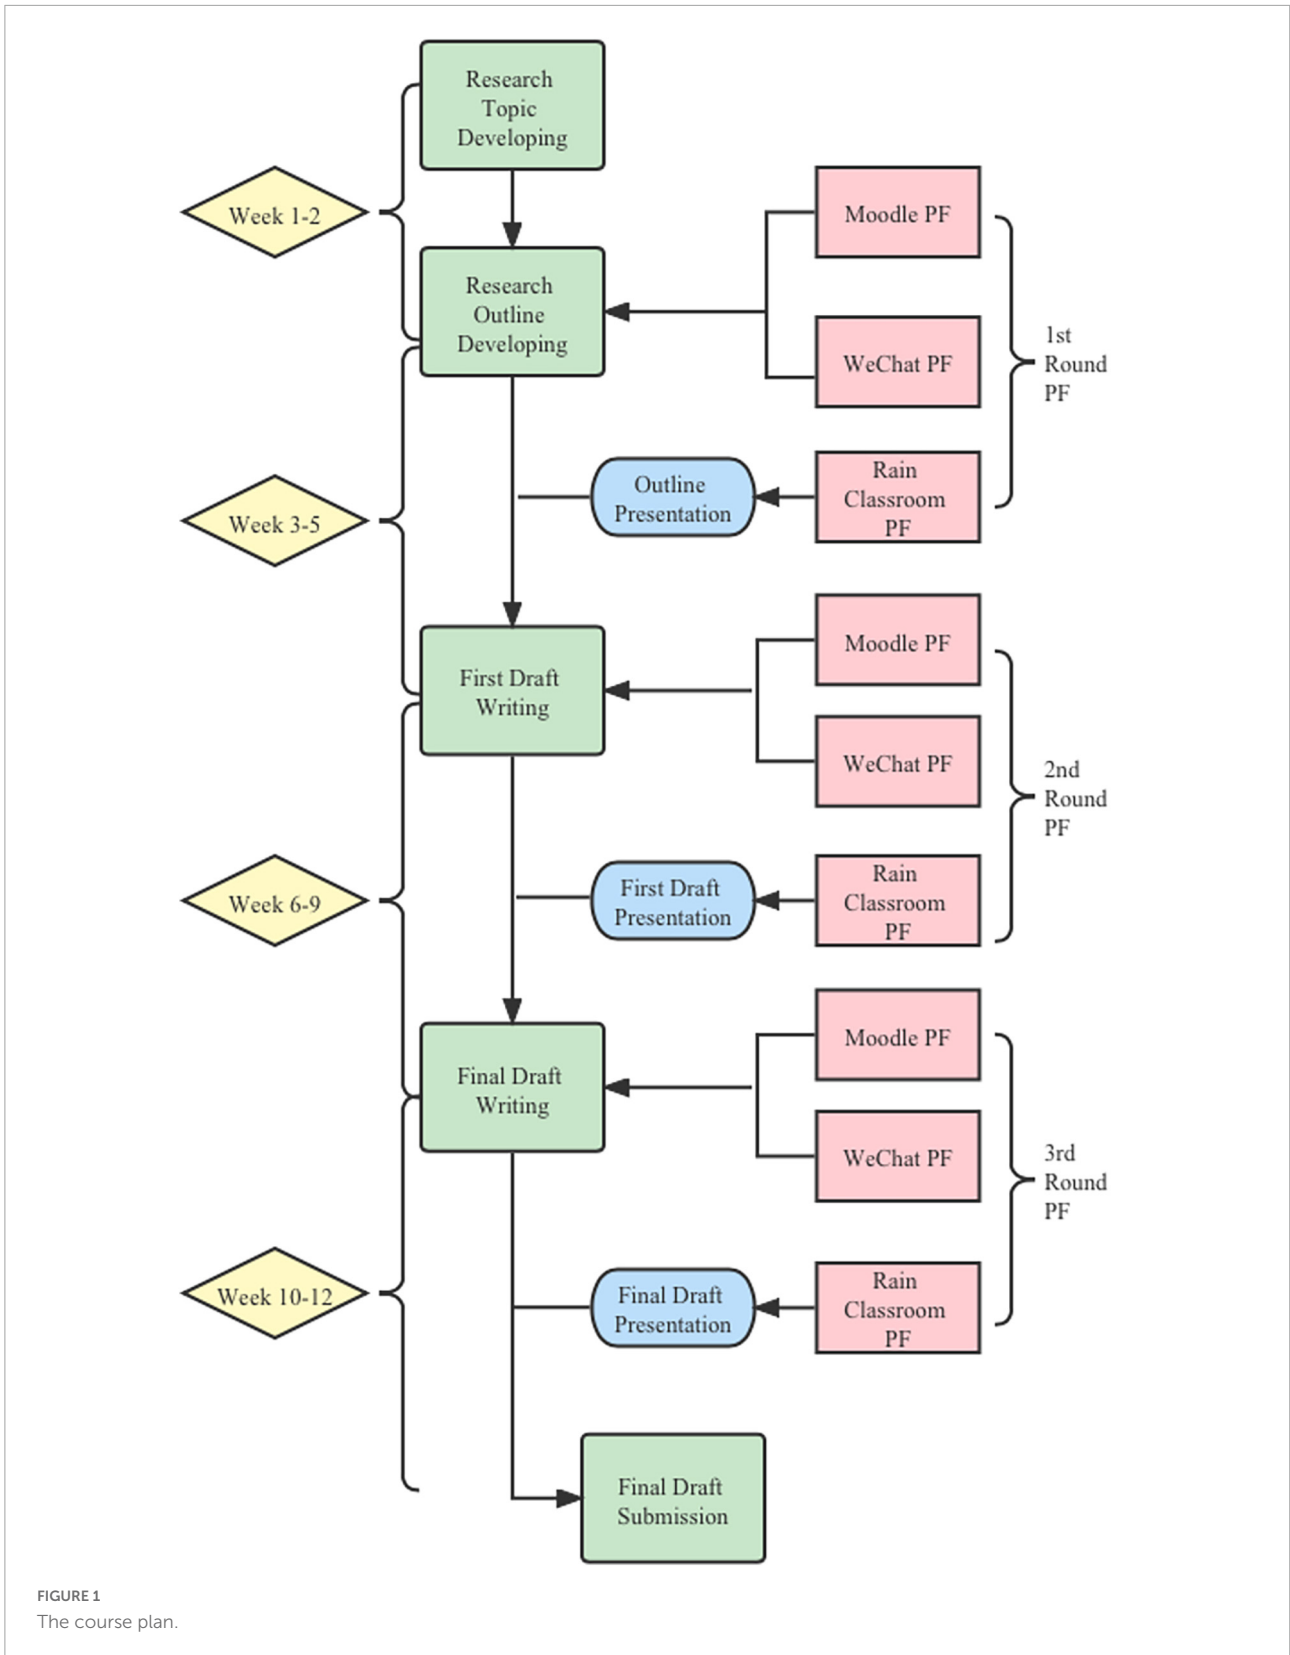 Research
Topic
Developing
Week 1-2
Moodle PF
Research
Outline
Developing
WeChat PF
1st
Round
PF
Outline
Presentation
Rain
Classroom
PF
Week 3-5
First Draft
Writing
Moodle PF
WeChat PF
2nd
Round
PF
Week 6-9
First Draft
Presentation
Rain
Classroom
PF
Final Draft
Writing
Moodle PF
WeChat PF
3rd
Round
PF
Week 10-12
Final Draft
Presentation
Rain
Classroom
PF
Final Draft
Submission
FIGURE 1
The course plan.